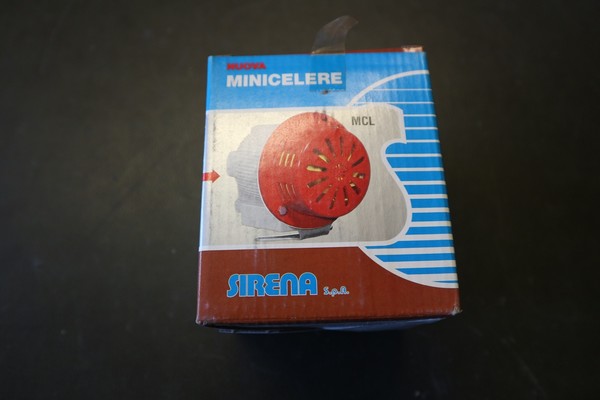 NUOVA
MINICELERE
MCL
SIRENA S.p.A.